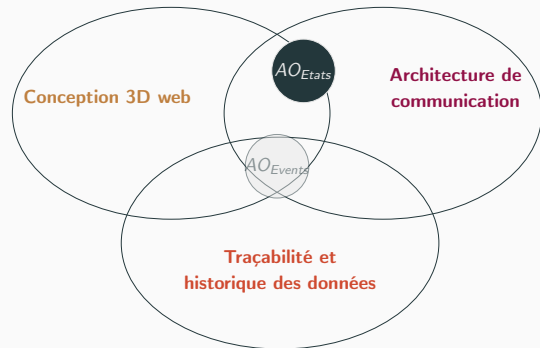 AO_Etats
Conception 3D web
Architecture de
communication
AO_Events
Traçabilité et
historique des données